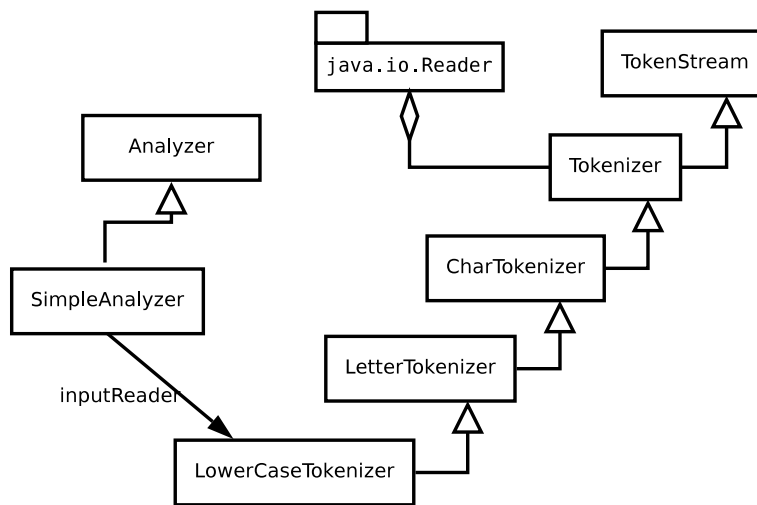 java.io.Reader
TokenStream
Analyzer
Tokenizer
CharTokenizer
SimpleAnalyzer
LetterTokenizer
inputReader
LowerCaseTokenizer